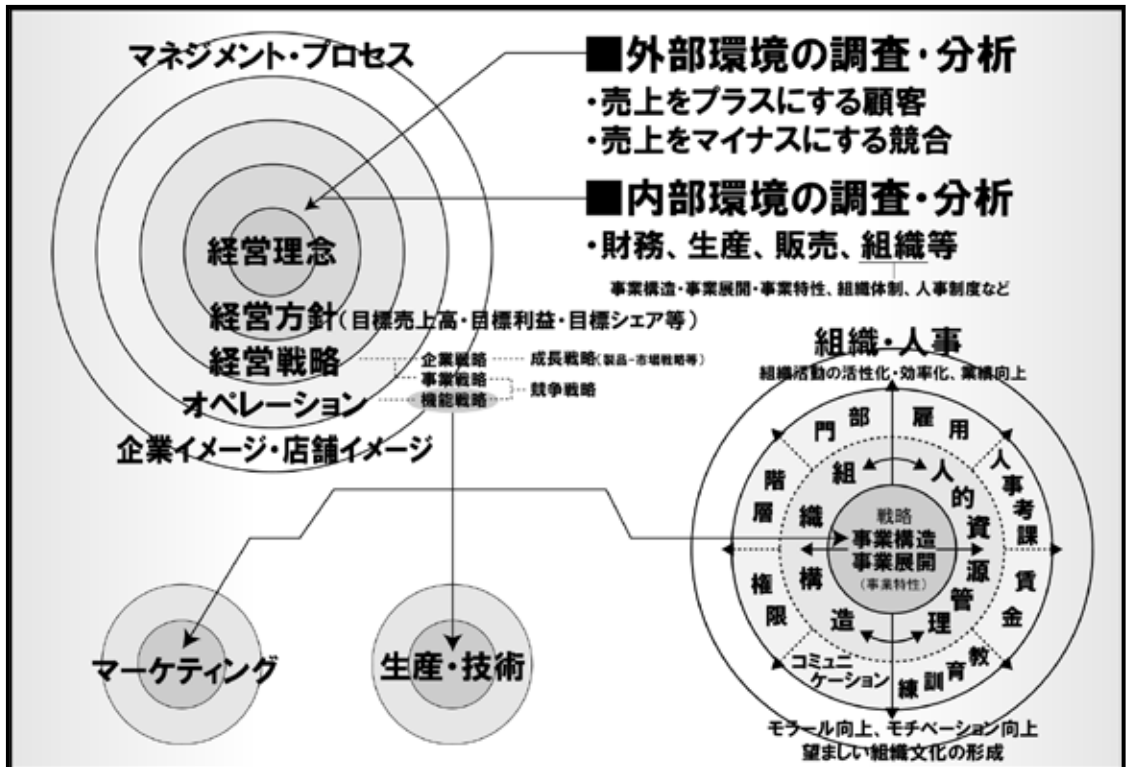 マネジメント・プロセス
■外部環境の調査・分析
・売上をプラスにする顧客
・売上をマイナスにする競合
■内部環境の調査・分析
・財務、生産、販売、組織等
事業構造・事業展開・事業特性、組織体制、人事制度など
経営理念
経営方針（目標売上高・目標利益・目標シェア等）
経営戦略
企業戦略
成長戦略（製品-市場戦略等）
事業戦略
競争戦略
機能戦略
オペレーション
企業イメージ・店舗イメージ
マーケティング
生産・技術
組織・人事
組織活動の活性化・効率化、業績向上
部門
雇用
階層
人事考課
権限
賃金
コミュニ
ケーション
教育訓練
組織構造
人的資源管理
戦略
事業構造
事業展開
（事業特性）
モラール向上、モチベーション向上
望ましい組織文化の形成